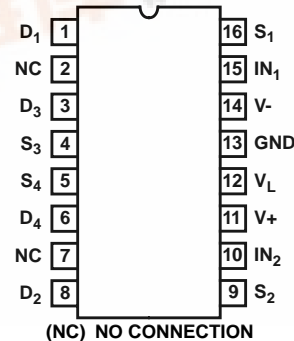 D₁ 1 16 S₁
NC 2 15 IN₁
D₃ 3 14 V-
S₃ 4 13 GND
S₄ 5 12 V_L
D₄ 6 11 V+
NC 7 10 IN₂
D₂ 8 9 S₂
(NC) NO CONNECTION